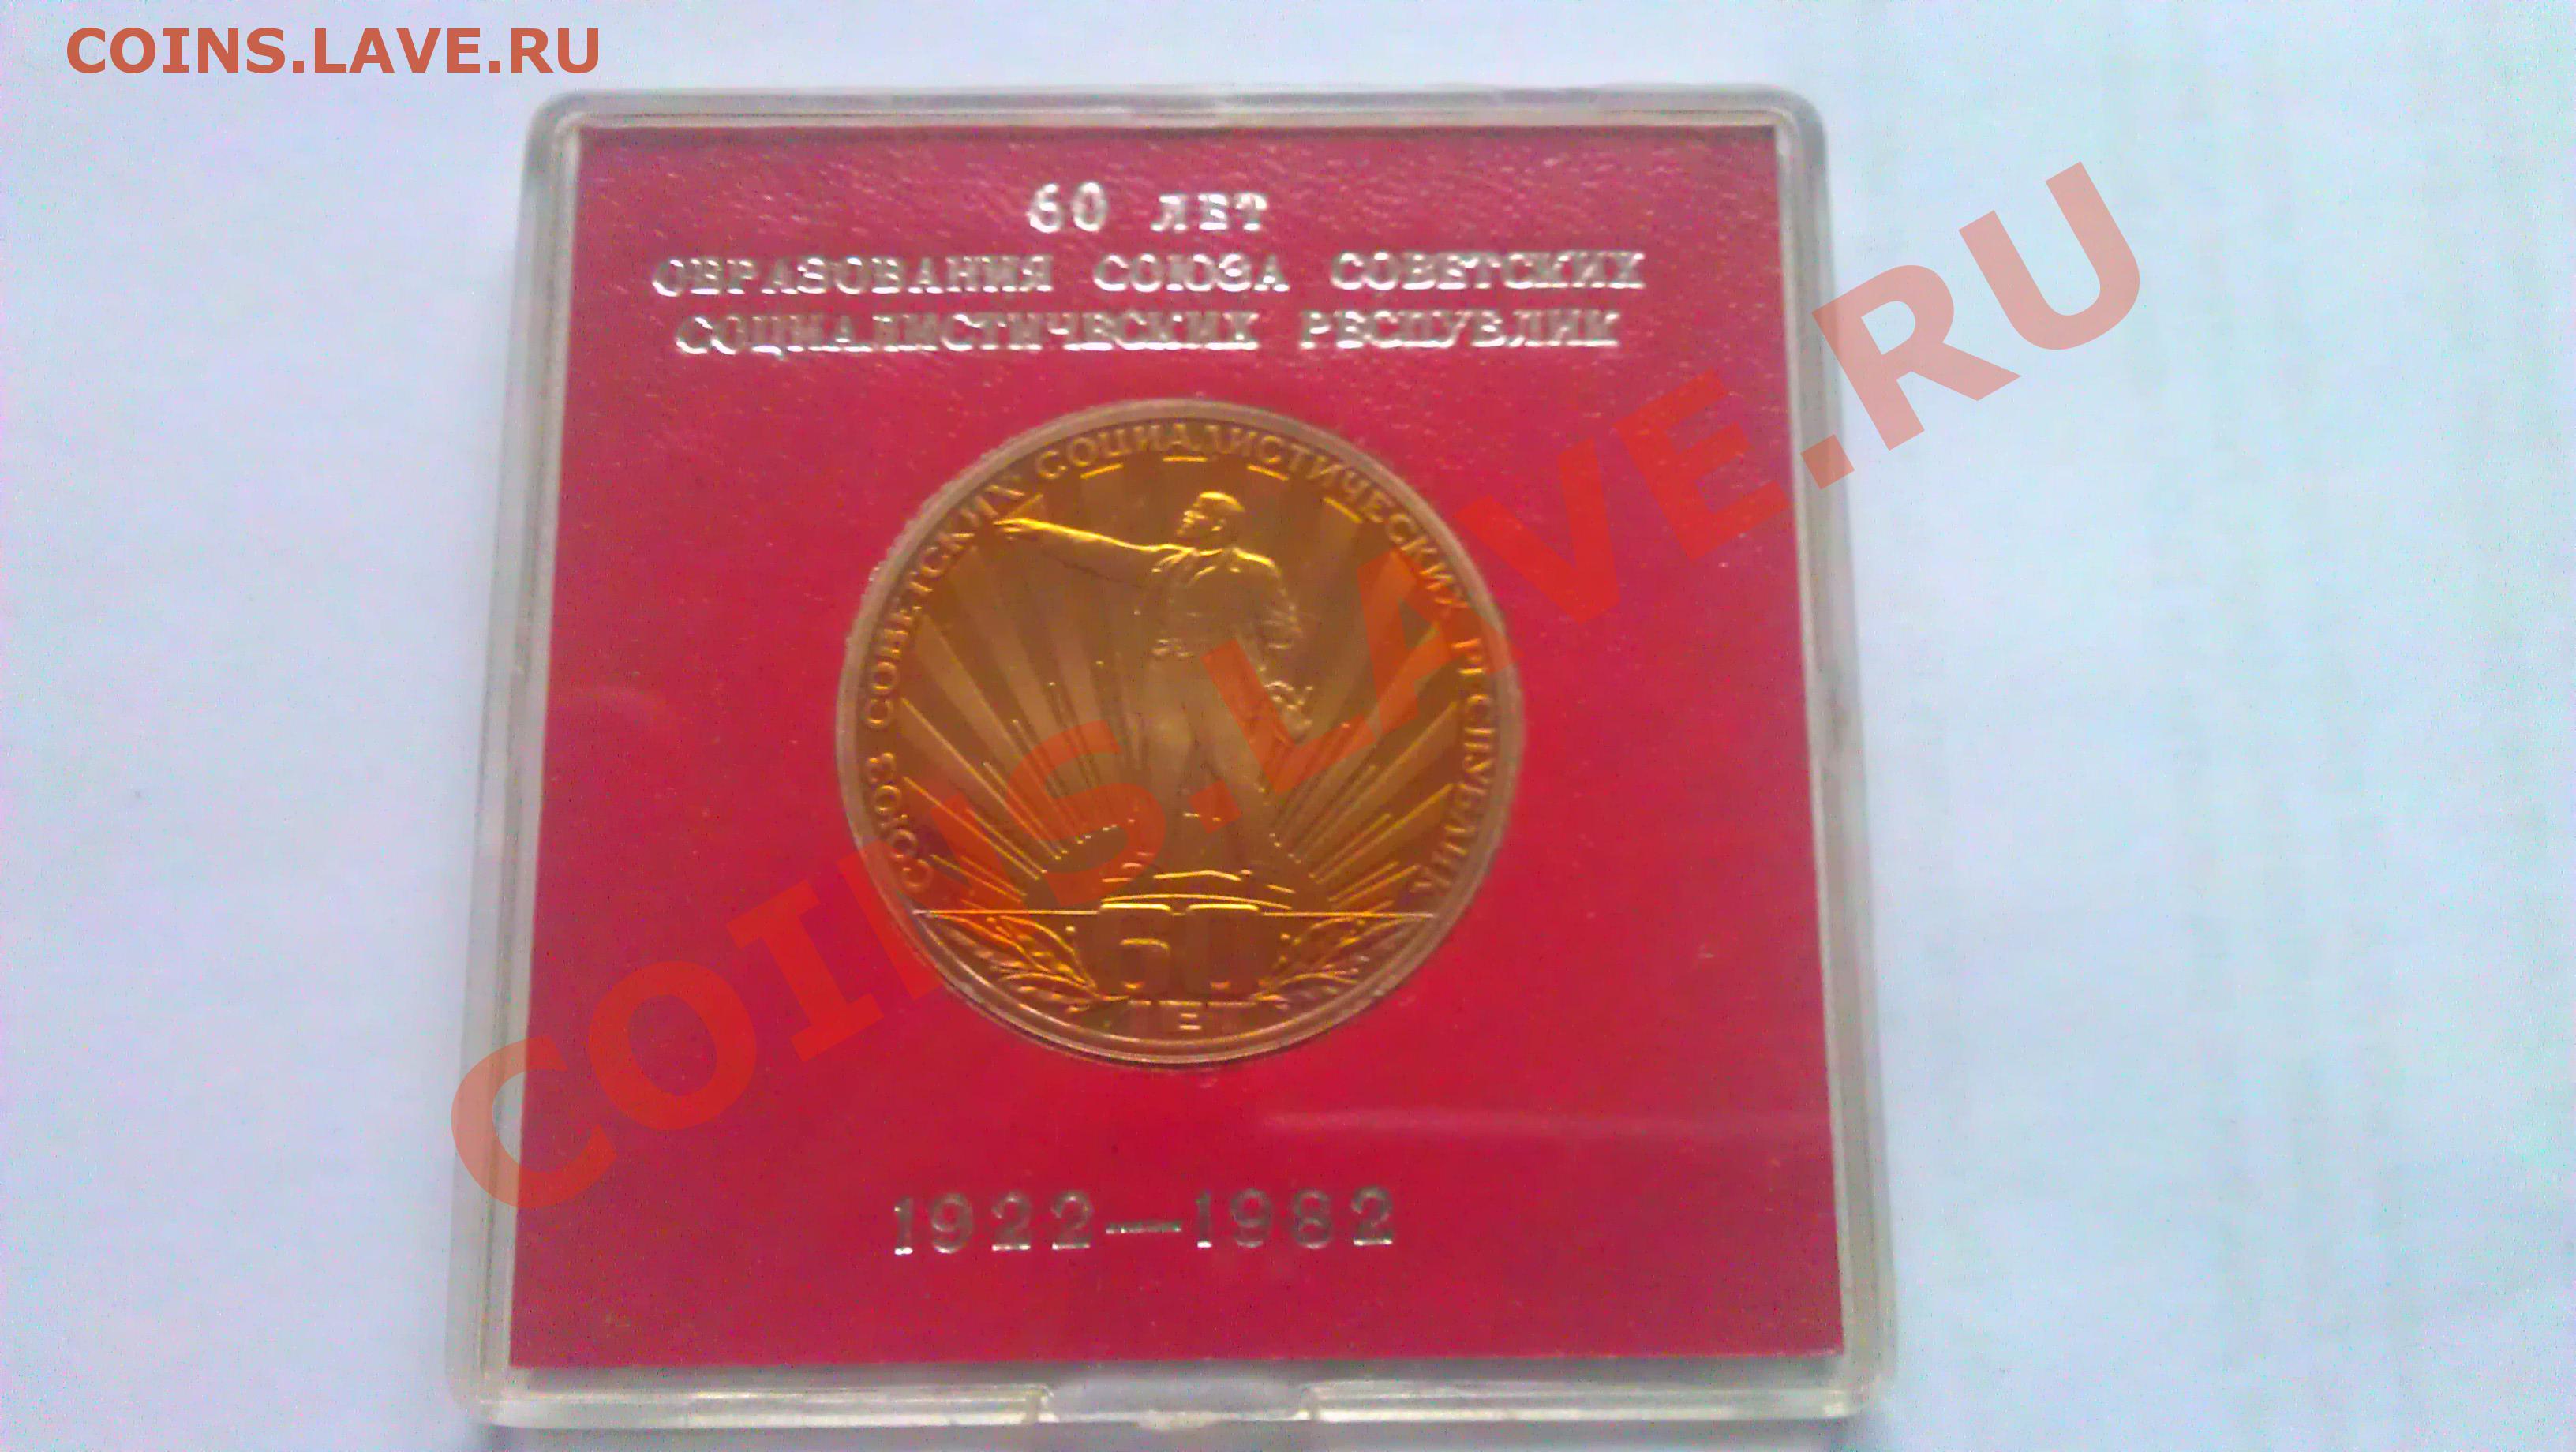 COINS.LAVE.RU
60 ЛЕТ
ОБРАЗОВАНИЯ СОЮЗА СОВЕТСКИХ
СОЦИАЛИСТИЧЕСКИХ РЕСПУБЛИК
СОЮЗ СОВЕТСКИХ СОЦИАЛИСТИЧЕСКИХ РЕСПУБЛИК
60
ЛЕТ
1922—1982
COINS.LAVE.RU